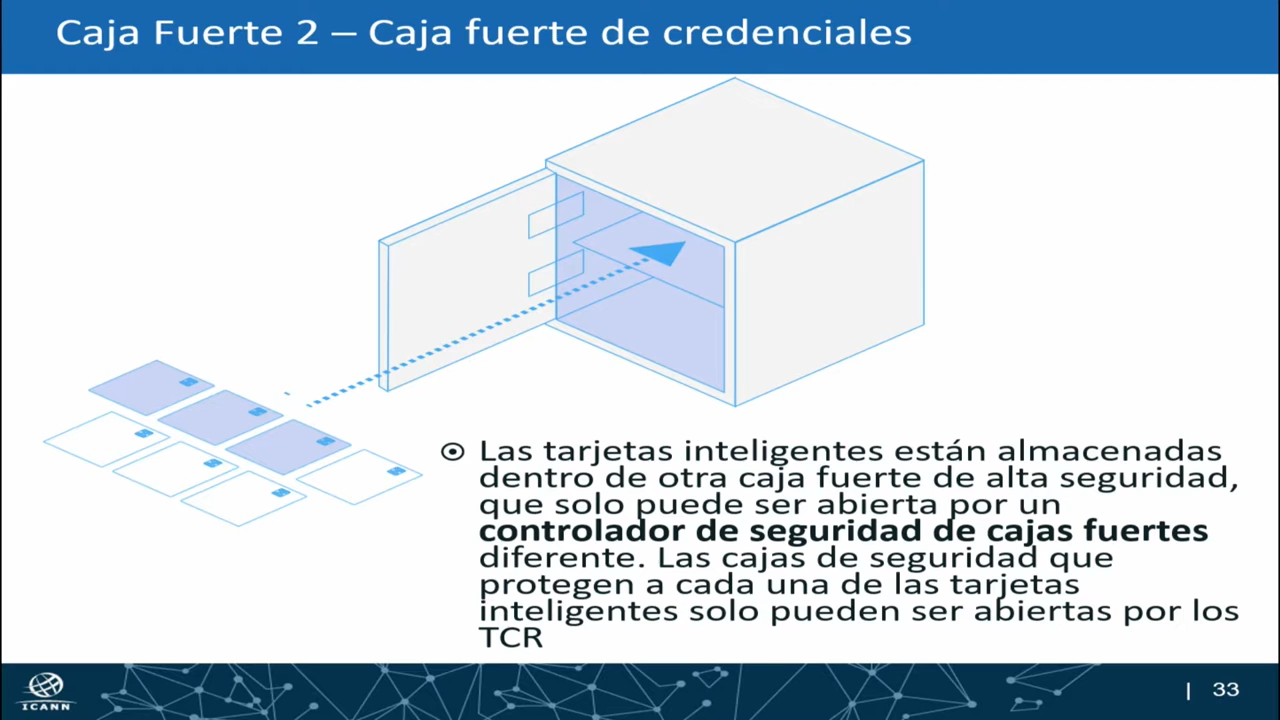 Caja Fuerte 2 – Caja fuerte de credenciales
Las tarjetas inteligentes están almacenadas
dentro de otra caja fuerte de alta seguridad,
que solo puede ser abierta por un
controlador de seguridad de cajas fuertes
diferente. Las cajas de seguridad que
protegen a cada una de las tarjetas
inteligentes solo pueden ser abiertas por los
TCR
ICANN
| 33